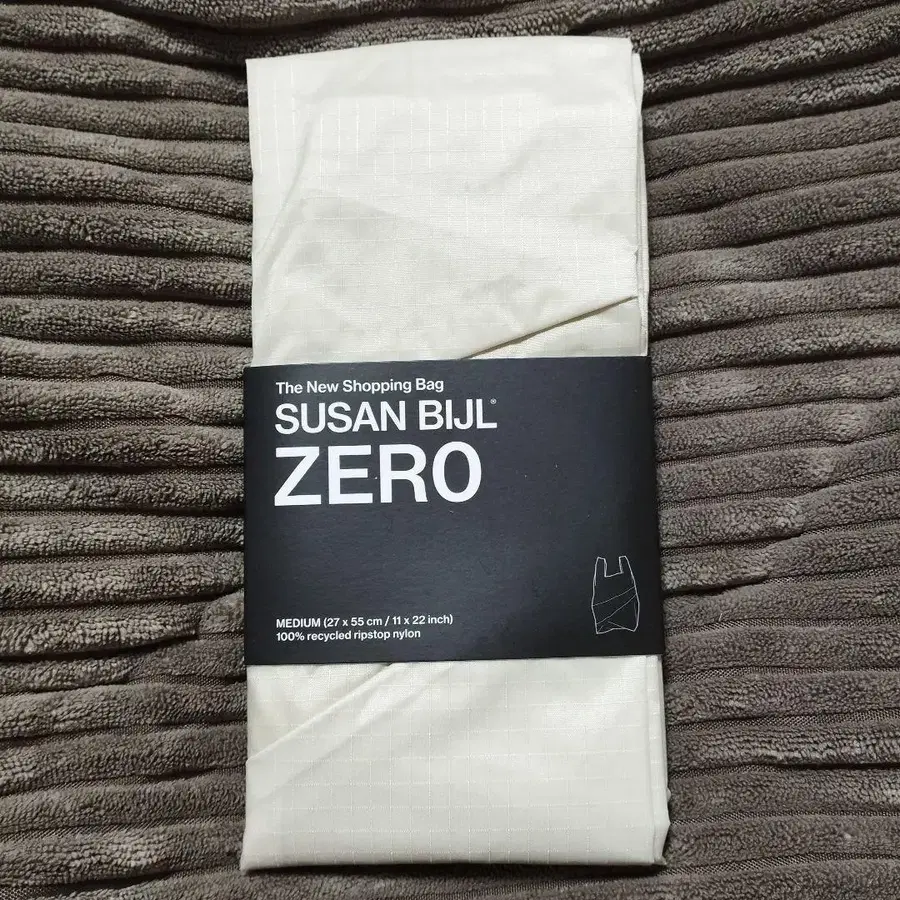 The New Shopping Bag
SUSAN BIJL®
ZERO
MEDIUM (27 x 55 cm / 11 x 22 inch)
100% recycled ripstop nylon